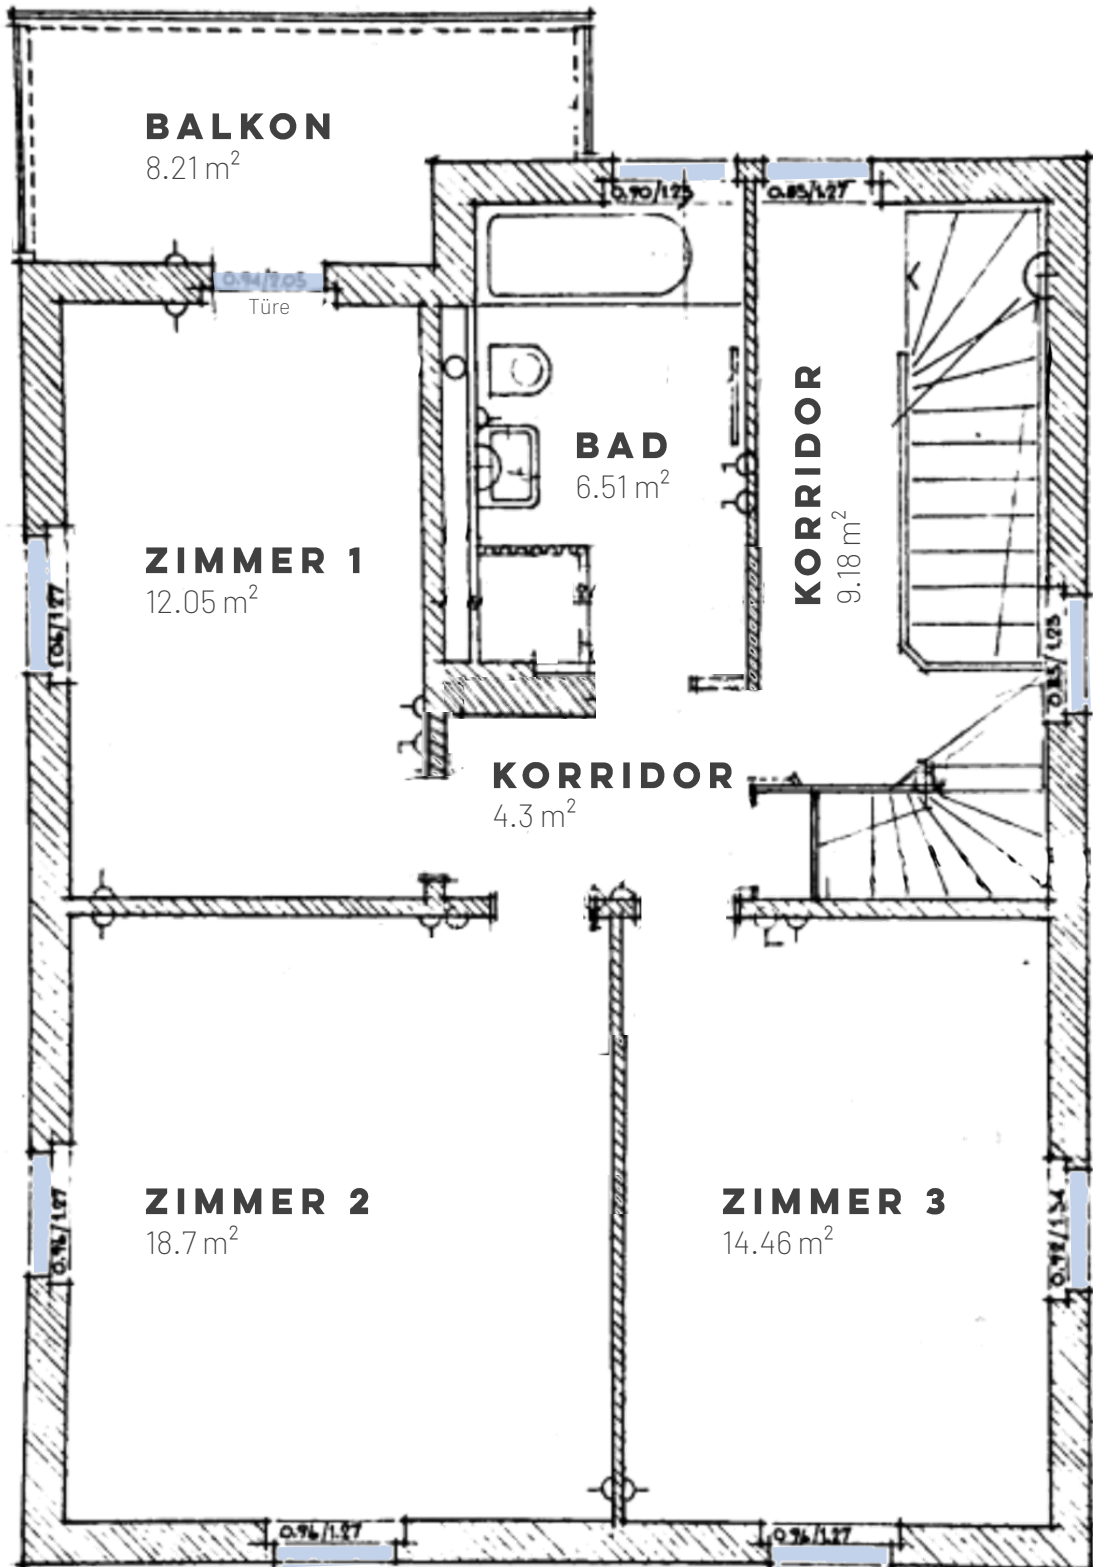 BALKON
8.21 m²
0.90/1.25
0.85/1.27
0.94/2.05
Türe
KORRIDOR
9.18 m²
BAD
6.51 m²
ZIMMER 1
12.05 m²
1.06/1.27
0.85/1.25
KORRIDOR
4.3 m²
ZIMMER 2
18.7 m²
ZIMMER 3
14.46 m²
0.96/1.27
0.96/1.27
0.96/1.27